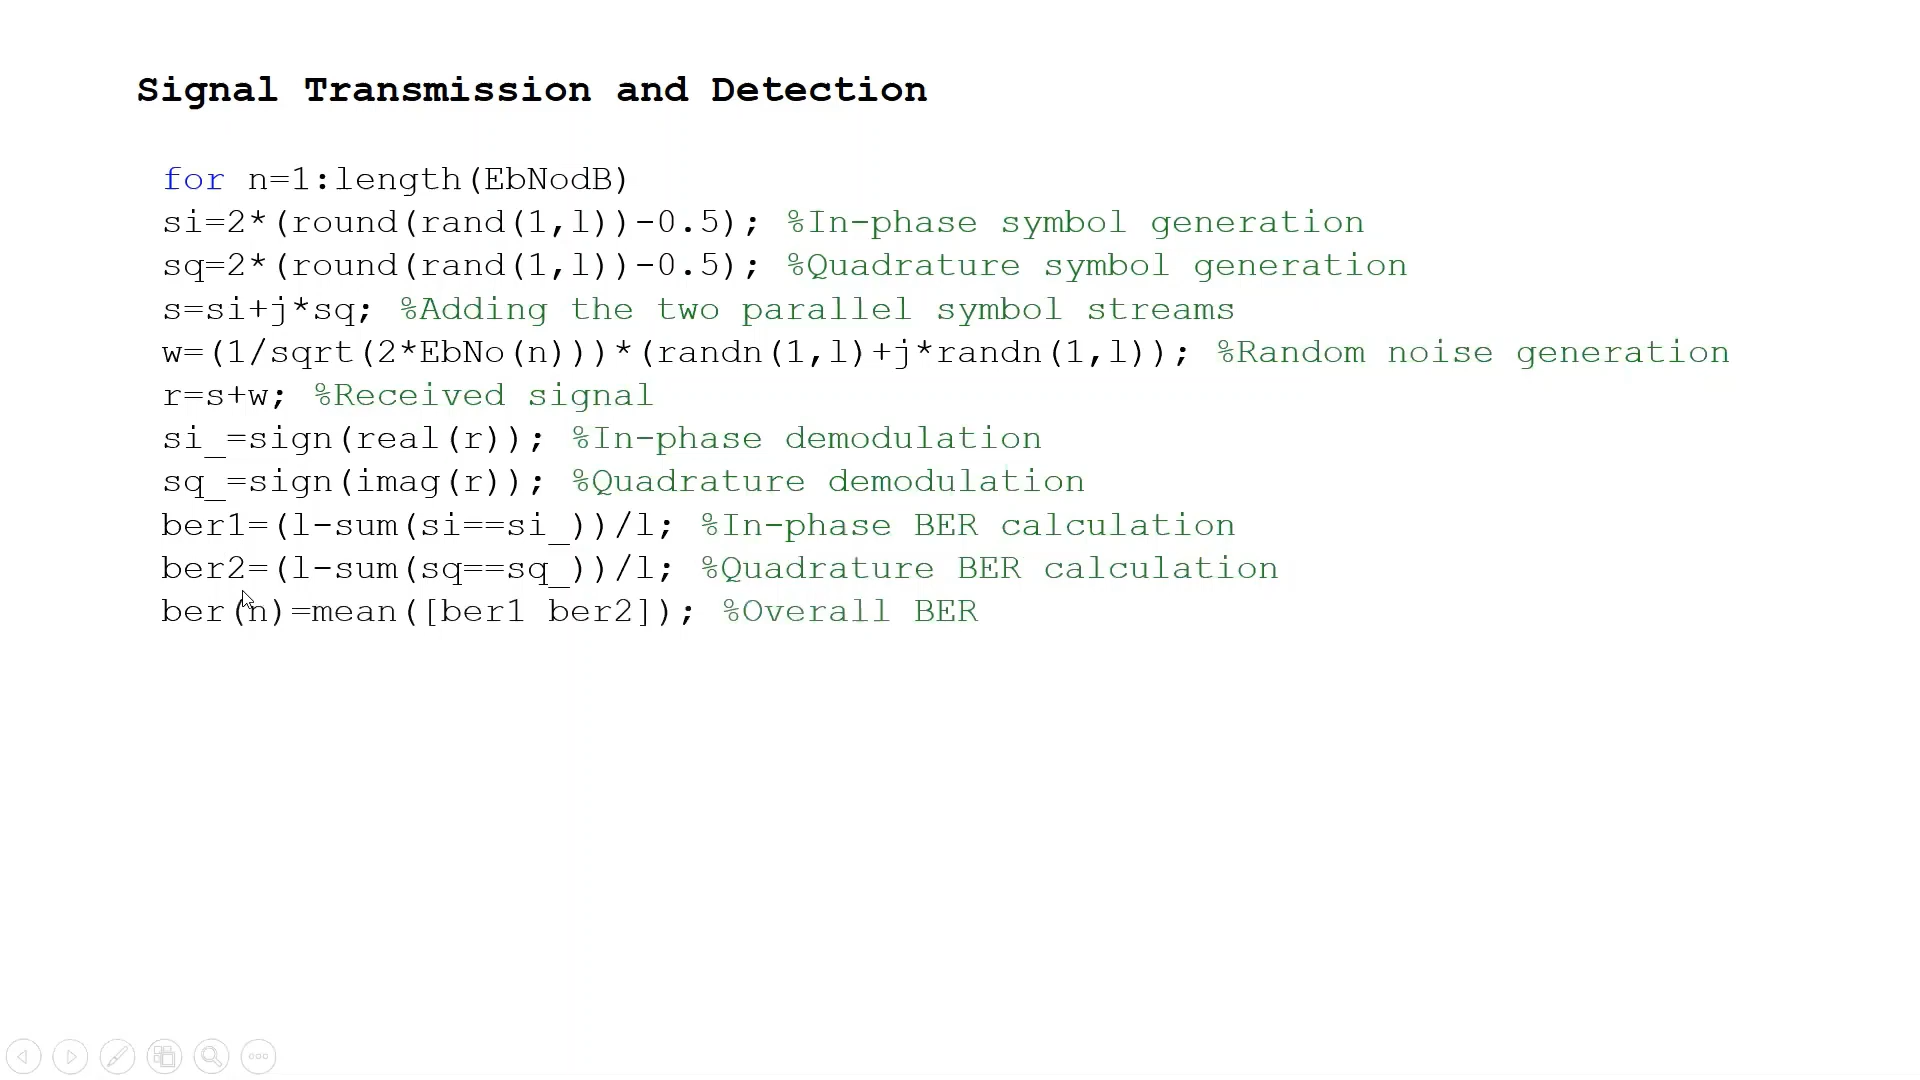 Signal Transmission and Detection
for n=1:length(EbNodB)
si=2*(round(rand(1,l))-0.5); %In-phase symbol generation
sq=2*(round(rand(1,l))-0.5); %Quadrature symbol generation
s=si+j*sq; %Adding the two parallel symbol streams
w=(1/sqrt(2*EbNo(n)))*(randn(1,l)+j*randn(1,l)); %Random noise generation
r=s+w; %Received signal
si_=sign(real(r)); %In-phase demodulation
sq_=sign(imag(r)); %Quadrature demodulation
ber1=(l-sum(si==si_))/l; %In-phase BER calculation
ber2=(l-sum(sq==sq_))/l; %Quadrature BER calculation
ber(n)=mean([ber1 ber2]); %Overall BER